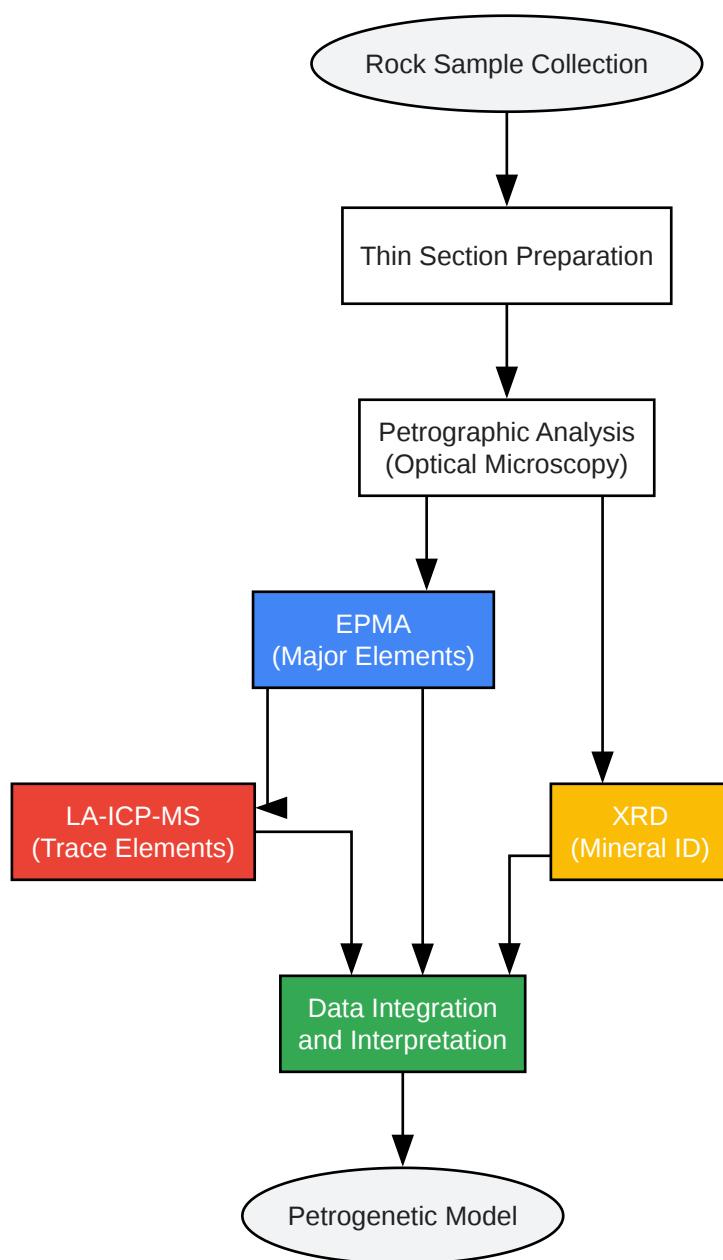 Rock Sample Collection
Thin Section Preparation
Petrographic Analysis
(Optical Microscopy)
EPMA
(Major Elements)
LA-ICP-MS
(Trace Elements)
XRD
(Mineral ID)
Data Integration
and Interpretation
Petrogenetic Model